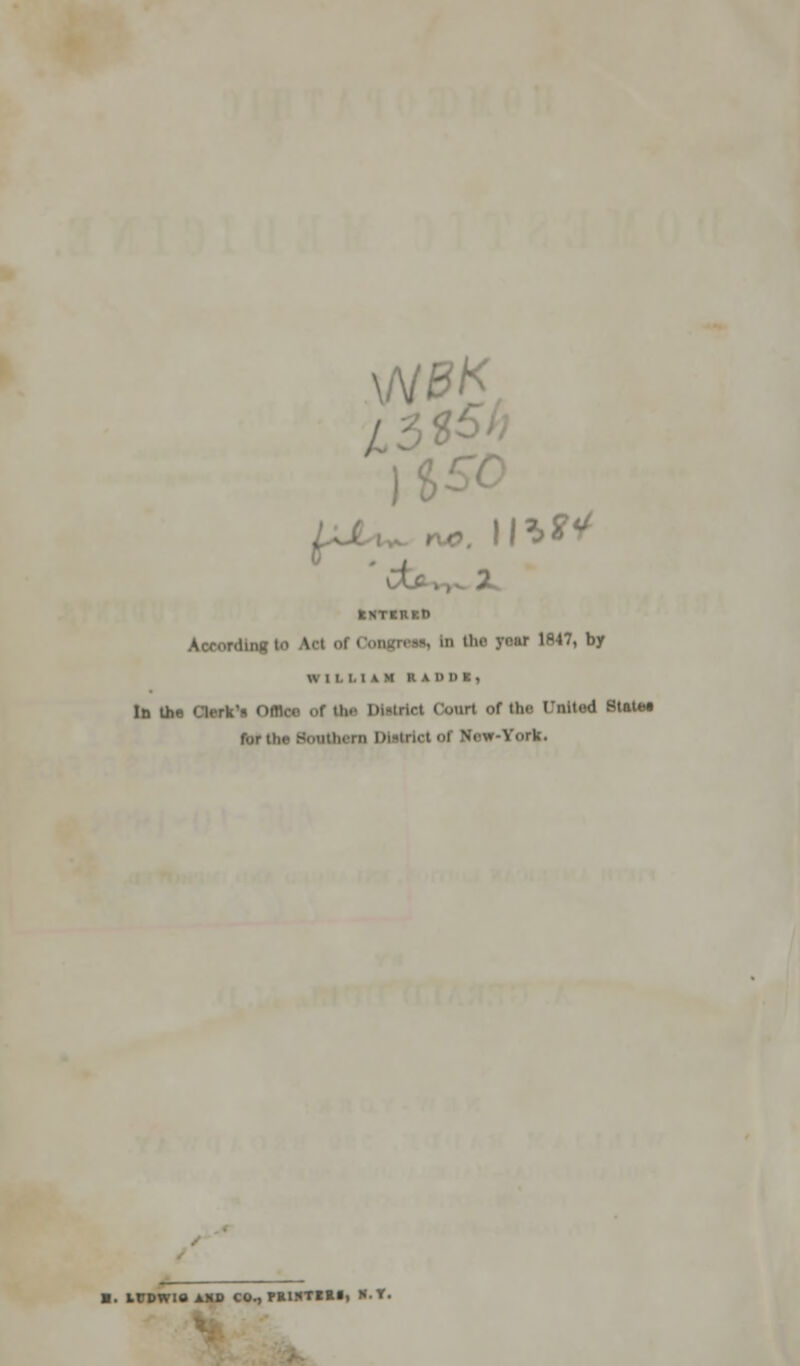 WBK
L385h
1850
film no. 11384
item 2
ENTERED
According to Act of Congress, in the year 1847, by
WILLIAM RADDE,
In the Clerk's Office of the District Court of the United States
for the Southern District of New-York.
H. LUDWIG AND CO., PRINTERS, N.Y.